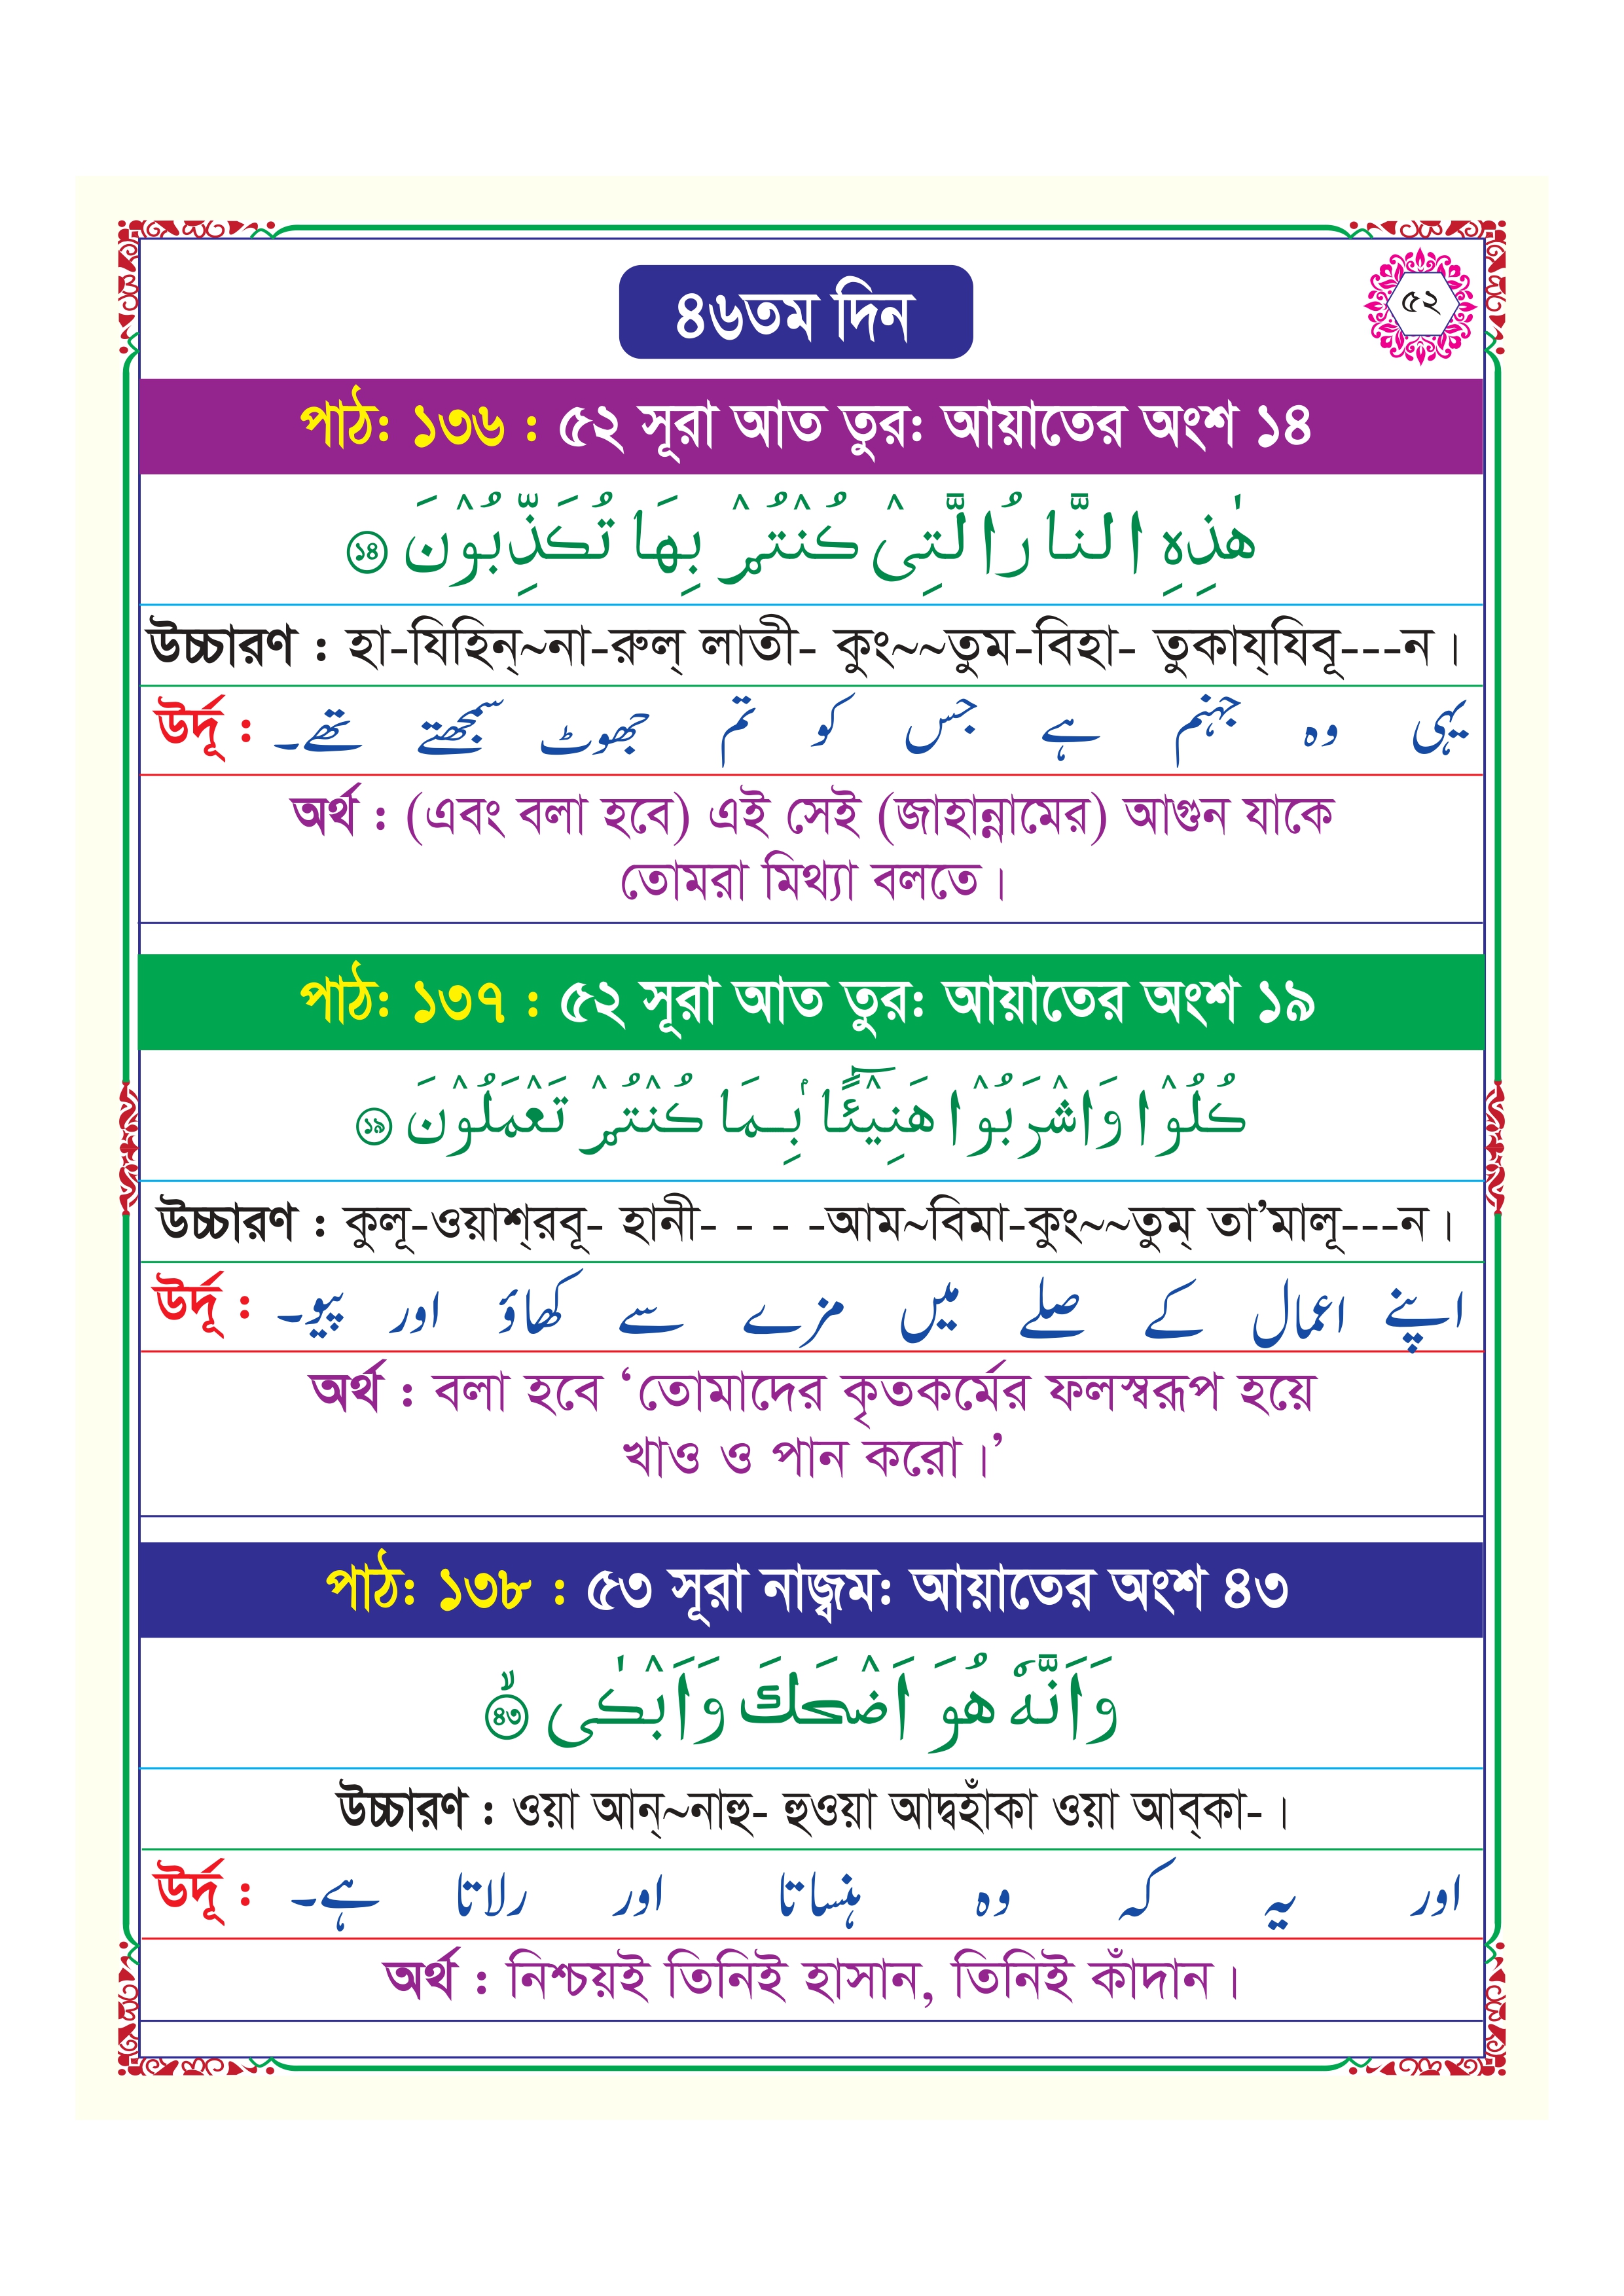 ৪৬তম দিন
৫২
পাঠ: ১৩৬ : ৫২ সূরা আত তুর: আয়াতের অংশ ১৪
هٰذِهِ النَّارُ الَّتِىْ كُنْتُمْ بِهَا تُكَذِّبُوْنَ ১৪
উচ্চারণ : হা-যিহিন্~না-রুল্ লাতী- কুং~~তুম-বিহা- তুকায্যিবূ---ন।
উর্দূ : یہی وہ جہنم ہے جس کو تم جھوٹ سمجھتے تھے۔
অর্থ : (এবং বলা হবে) এই সেই (জাহান্নামের) আগুন যাকে
তোমরা মিথ্যা বলতে।
পাঠ: ১৩৭ : ৫২ সূরা আত তুর: আয়াতের অংশ ১৯
كُلُوْا وَاشْرَبُوْا هَنِيْٓئًۢا بِمَا كُنْتُمْ تَعْمَلُوْنَ ১৯
উচ্চারণ : কুলূ-ওয়াশ্রবূ- হানী- - - -আম~বিমা-কুং~~তুম্ তা’মালূ---ন।
উর্দূ : اپنے اعمال کے صلے میں مزے سے کھاؤ اور پیو۔
অর্থ : বলা হবে ‘তোমাদের কৃতকর্মের ফলস্বরূপ হয়ে
খাও ও পান করো।’
পাঠ: ১৩৮ : ৫৩ সূরা নাজ্বম: আয়াতের অংশ ৪৩
وَاَنَّهٗ هُوَ اَضْحَكَ وَاَبْكٰى ৪৩
উচ্চারণ : ওয়া আন্~নাহু- হুওয়া আদ্বহাঁকা ওয়া আব্কা-।
উর্দূ : اور یہ کہ وہ ہنساتا اور رلاتا ہے۔
অর্থ : নিশ্চয়ই তিনিই হাসান, তিনিই কাঁদান।